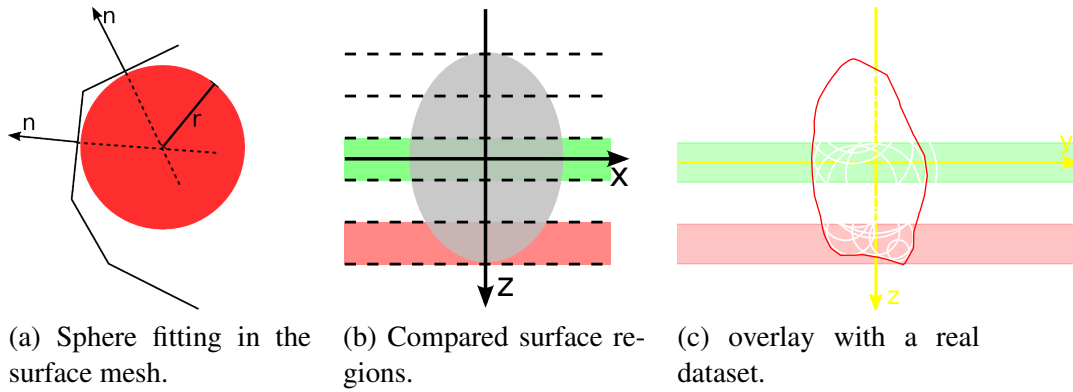 n
n
r
x
z
y
z
(a) Sphere fitting in the
surface mesh.
(b) Compared surface re-
gions.
(c) overlay with a real
dataset.